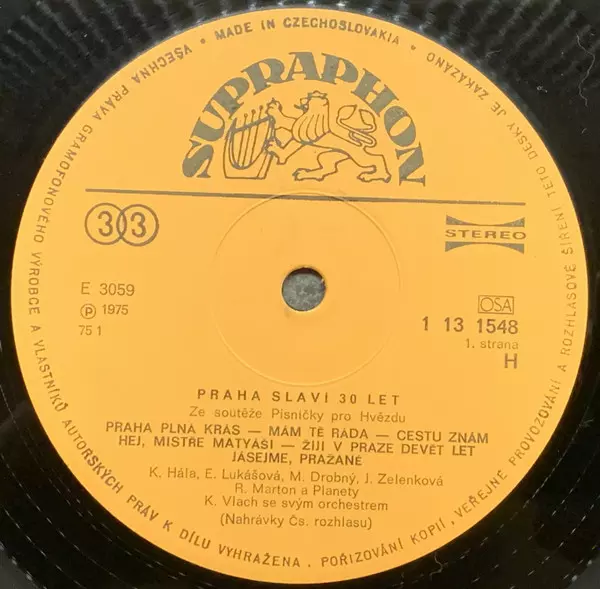 VŠECHNA PRÁVA GRAMOFONOVÉHO VÝROBCE A VLASTNÍKŮ AUTORSKÝCH PRÁV K DÍLU VYHRAŽENA. POŘIZOVÁNÍ KOPIÍ, VEŘEJNÉ PROVOZOVÁNÍ A ROZHLASOVÉ ŠÍŘENÍ TÉTO DESKY JE ZAKÁZÁNO • MADE IN CZECHOSLOVAKIA •
SUPRAPHON
33
STEREO
E 3059
℗ 1975
75 1
OSA
1 13 1548
1. strana
H
PRAHA SLAVÍ 30 LET
Ze soutěže Písničky pro Hvězdu
PRAHA PLNÁ KRÁS — MÁM TĚ RÁDA — CESTU ZNÁM
HEJ, MISTŘE MATYÁŠI — ŽIJI V PRAZE DEVĚT LET
JÁSEJME, PRAŽANÉ
K. Hála, E. Lukášová, M. Drobný, J. Zelenková
R. Marton a Planety
K. Vlach se svým orchestrem
(Nahrávky Čs. rozhlasu)